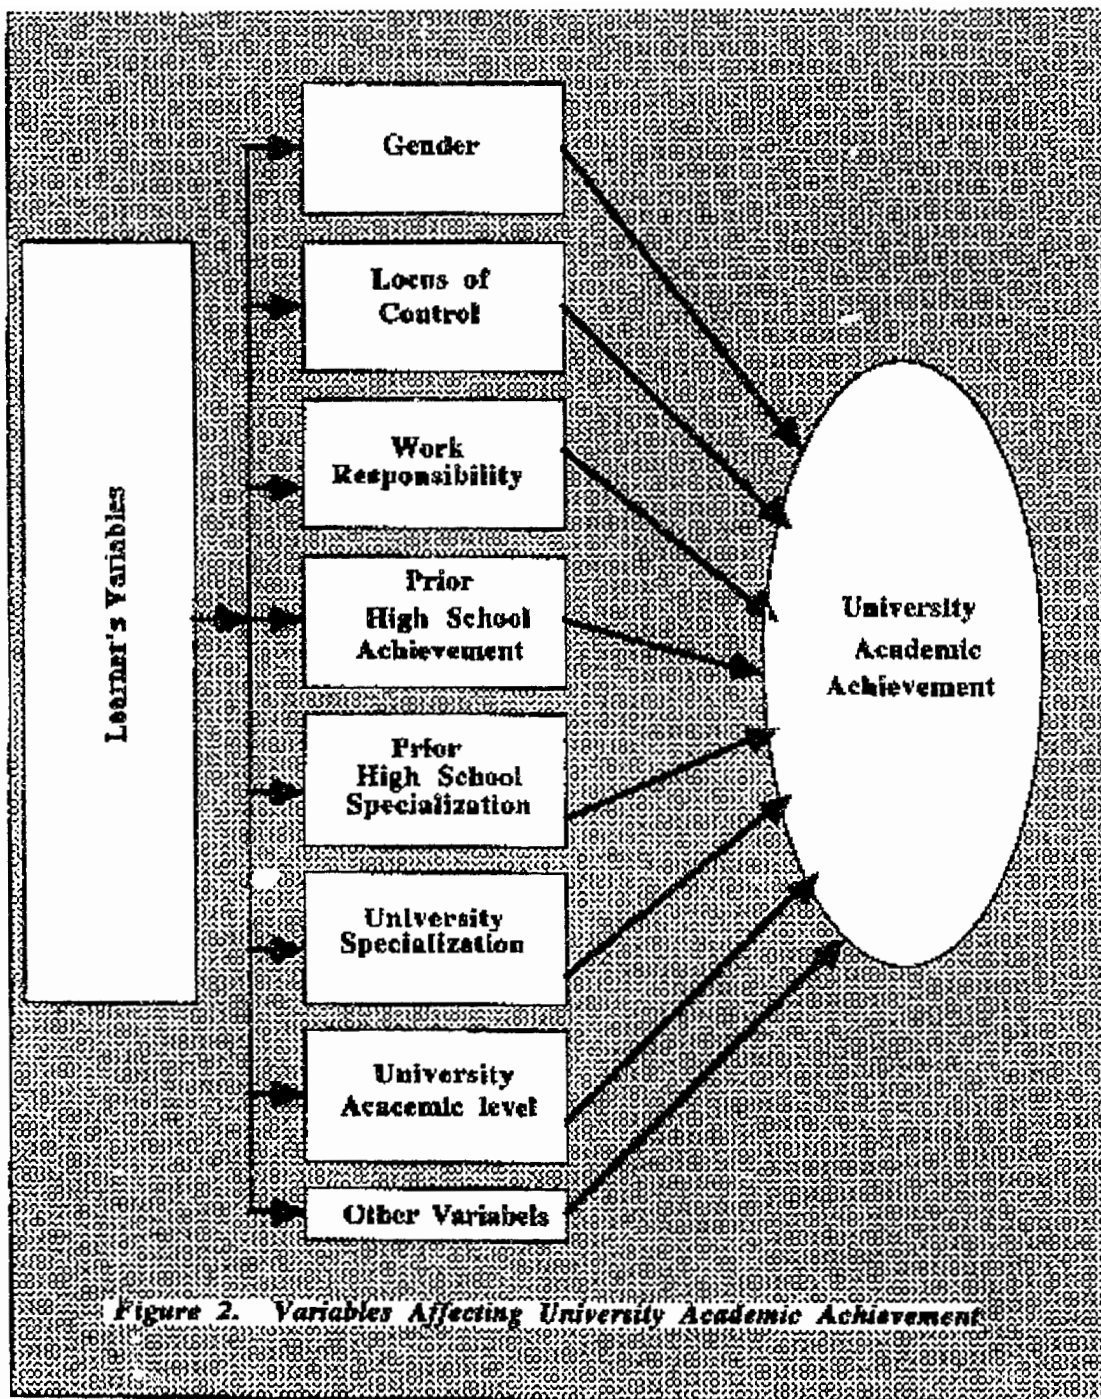 Learner's Variables
Gender
Locus of
Control
Work
Responsibility
Prior
High School
Achievement
Prior
High School
Specialization
University
Specialization
University
Acacemic level
Other Variabels
University
Academic
Achievement
Figure 2. Variables Affecting University Academic Achievement